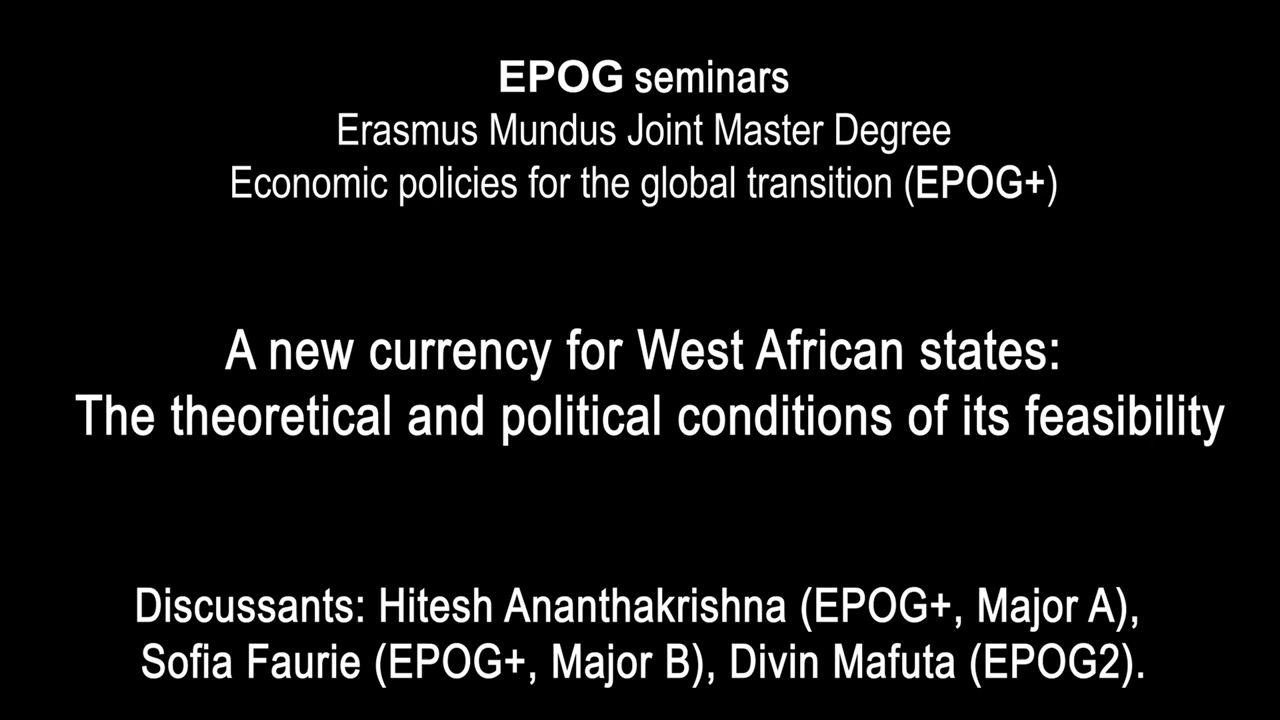 EPOG seminars
Erasmus Mundus Joint Master Degree
Economic policies for the global transition (EPOG+)
A new currency for West African states:
The theoretical and political conditions of its feasibility
Discussants: Hitesh Ananthakrishna (EPOG+, Major A),
Sofia Faurie (EPOG+, Major B), Divin Mafuta (EPOG2).